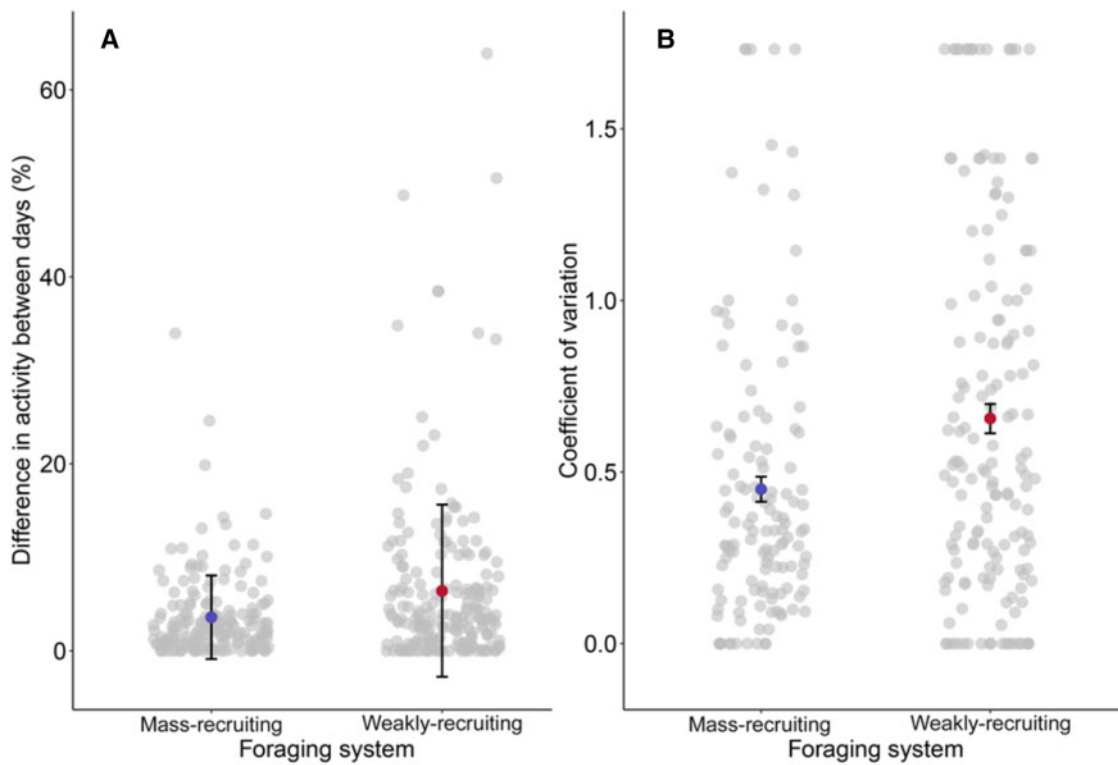 A
Difference in activity between days (%)
60
40
20
0
Mass-recruiting
Weakly-recruiting
Foraging system
B
Coefficient of variation
1.5
1.0
0.5
0.0
Mass-recruiting
Weakly-recruiting
Foraging system